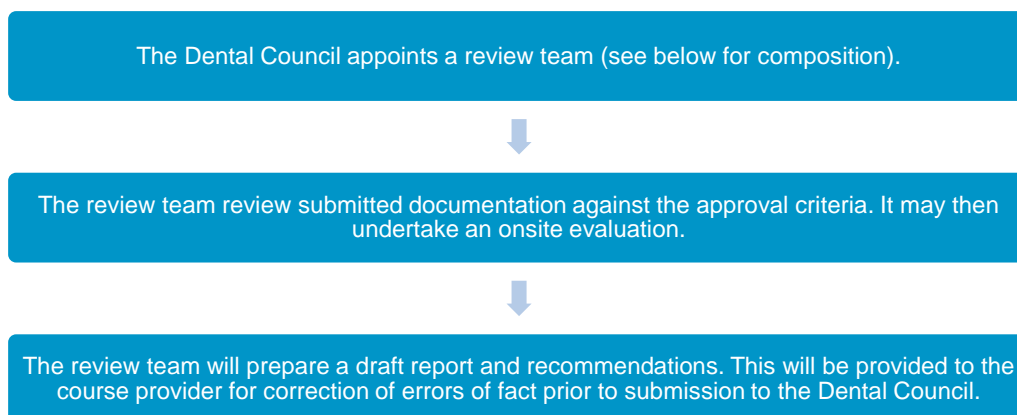 The Dental Council appoints a review team (see below for composition).
The review team review submitted documentation against the approval criteria. It may then
undertake an onsite evaluation.
The review team will prepare a draft report and recommendations. This will be provided to the
course provider for correction of errors of fact prior to submission to the Dental Council.